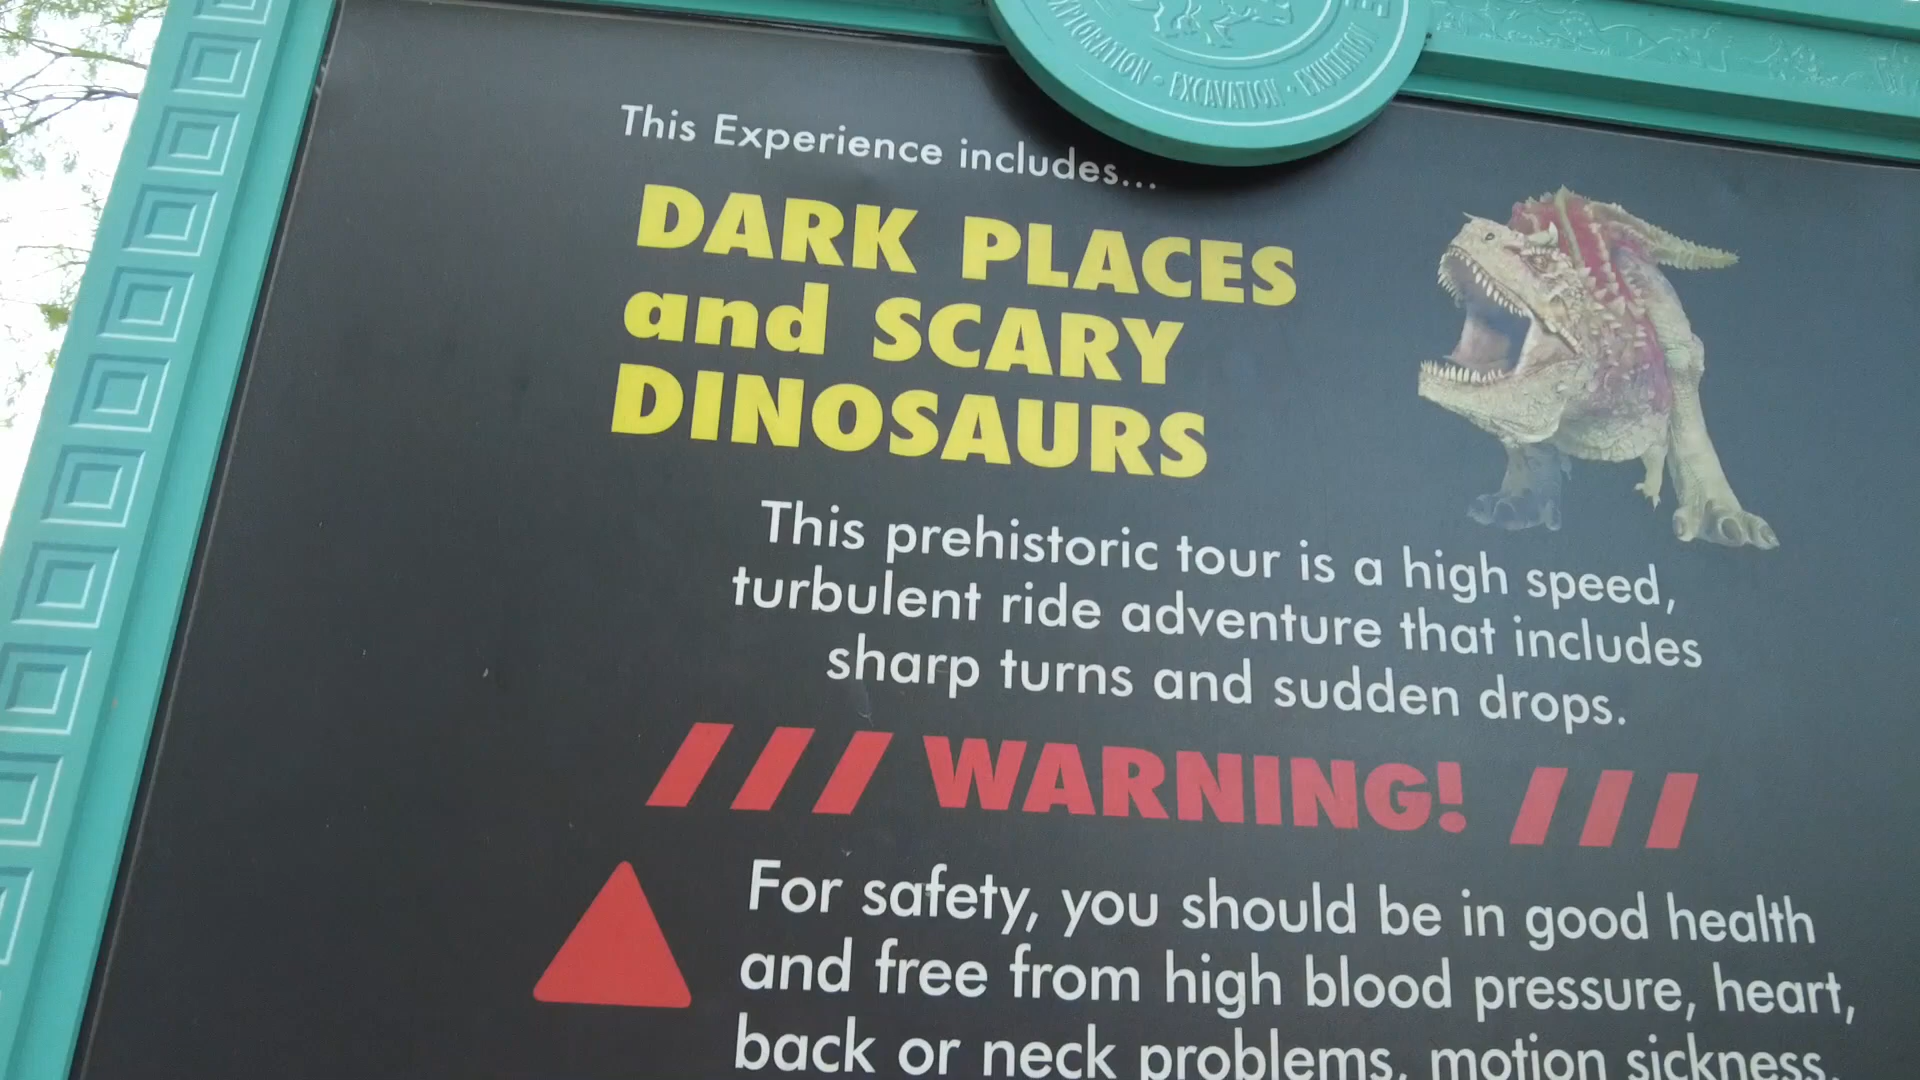 EXPLORATION · EXCAVATION · EXULTATION
This Experience includes...
DARK PLACES
and SCARY
DINOSAURS
This prehistoric tour is a high speed,
turbulent ride adventure that includes
sharp turns and sudden drops.
WARNING!
For safety, you should be in good health
and free from high blood pressure, heart,
back or neck problems, motion sickness,